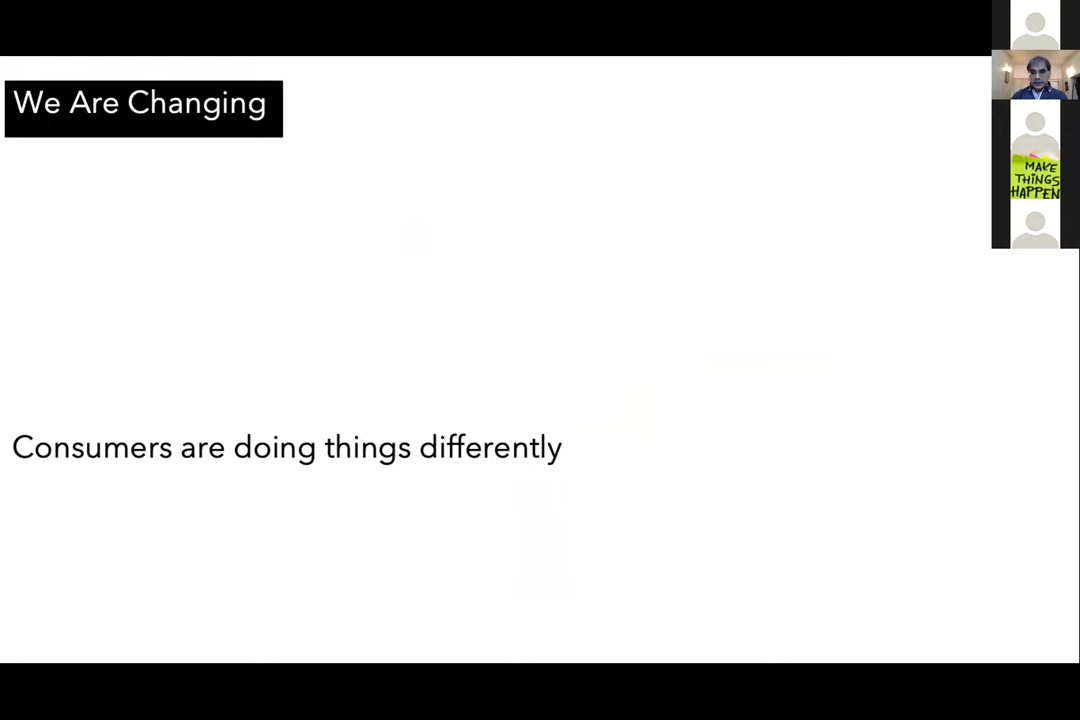 We Are Changing
MAKE
THINGS
HAPPEN
Consumers are doing things differently